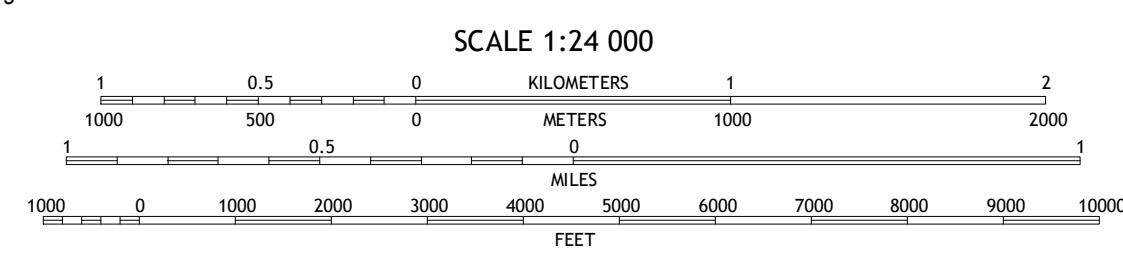 SCALE 1:24 000
1 0.5 0 KILOMETERS 1 2
1000 500 0 METERS 1000 2000
1 0.5 0 1
MILES
1000 0 1000 2000 3000 4000 5000 6000 7000 8000 9000 10000
FEET